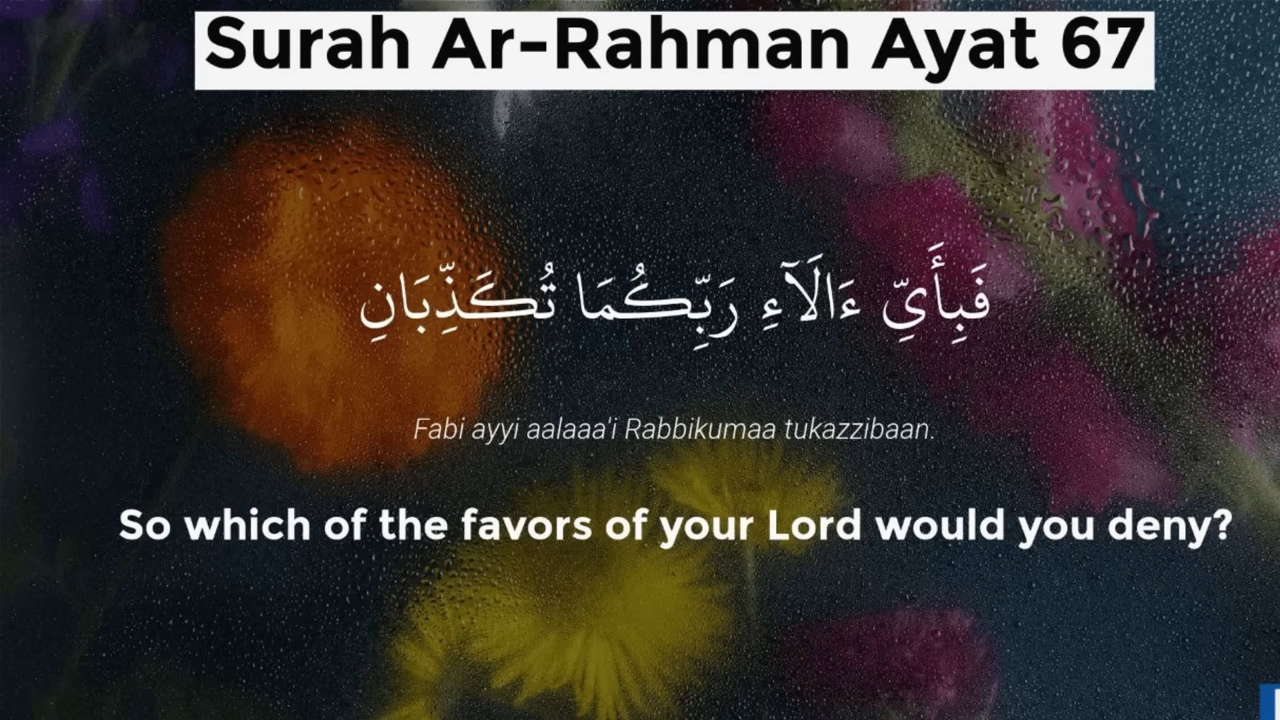 Surah Ar-Rahman Ayat 67
فَبِأَيِّ ءَالَآءِ رَبِّكُمَا تُكَذِّبَانِ
Fabi ayyi aalaaa'i Rabbikumaa tukazzibaan.
So which of the favors of your Lord would you deny?